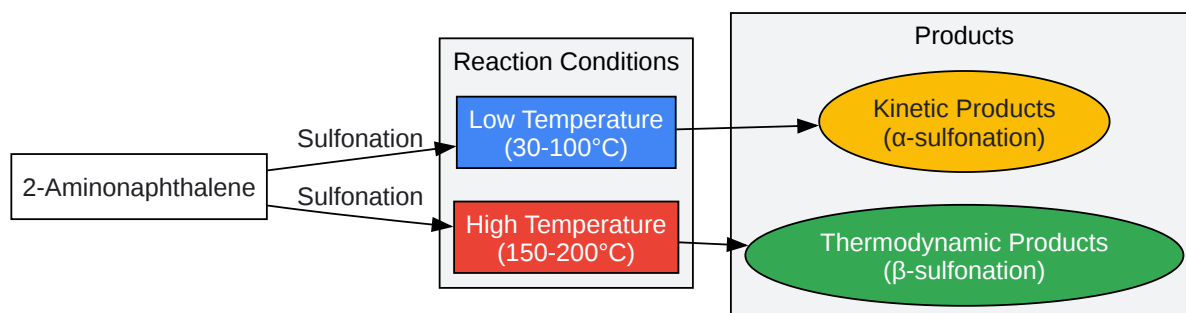 Products
Reaction Conditions
Kinetic Products
(α-sulfonation)
Low Temperature
(30-100°C)
Sulfonation
2-Aminonaphthalene
Sulfonation
High Temperature
(150-200°C)
Thermodynamic Products
(β-sulfonation)